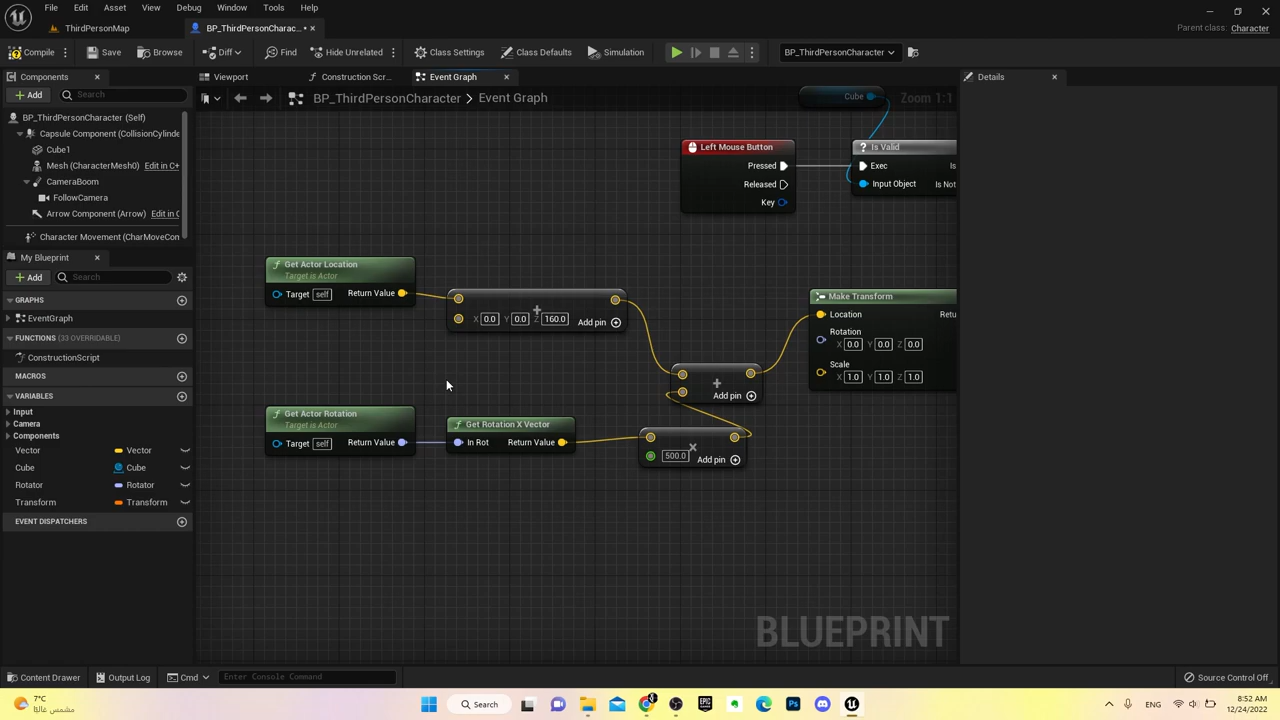 File Edit Asset View Debug Window Tools Help
ThirdPersonMap
BP_ThirdPersonCharac...
Parent class: Character
Compile Save Browse Diff Find Hide Unrelated Class Settings Class Defaults Simulation BP_ThirdPersonCharacter
Components
Add Search
BP_ThirdPersonCharacter (Self)
Capsule Component (CollisionCylinde
Cube1
Mesh (CharacterMesh0) Edit in C+
CameraBoom
FollowCamera
Arrow Component (Arrow) Edit in C
Character Movement (CharMoveCon
My Blueprint
Add Search
GRAPHS
EventGraph
FUNCTIONS (33 OVERRIDABLE)
ConstructionScript
MACROS
VARIABLES
Input
Camera
Components
Vector Vector
Cube Cube
Rotator Rotator
Transform Transform
EVENT DISPATCHERS
Viewport Construction Scr... Event Graph
BP_ThirdPersonCharacter > Event Graph
Zoom 1:1
Details
Cube
Left Mouse Button
Pressed
Released
Key
Is Valid
Exec Is
Input Object Is Not
Get Actor Location
Target is Actor
Target self Return Value
X 0.0 Y 0.0 Z 160.0 Add pin
+
Make Transform
Location Retu
Rotation
X 0.0 Y 0.0 Z 0.0
Scale
X 1.0 Y 1.0 Z 1.0
+
Add pin
Get Actor Rotation
Target is Actor
Target self Return Value
Get Rotation X Vector
In Rot Return Value
500.0 × Add pin
BLUEPRINT
Content Drawer Output Log Cmd Enter Console Command Source Control Off
7°C
مشمس غالبًا
Search
ENG
8:52 AM
12/24/2022